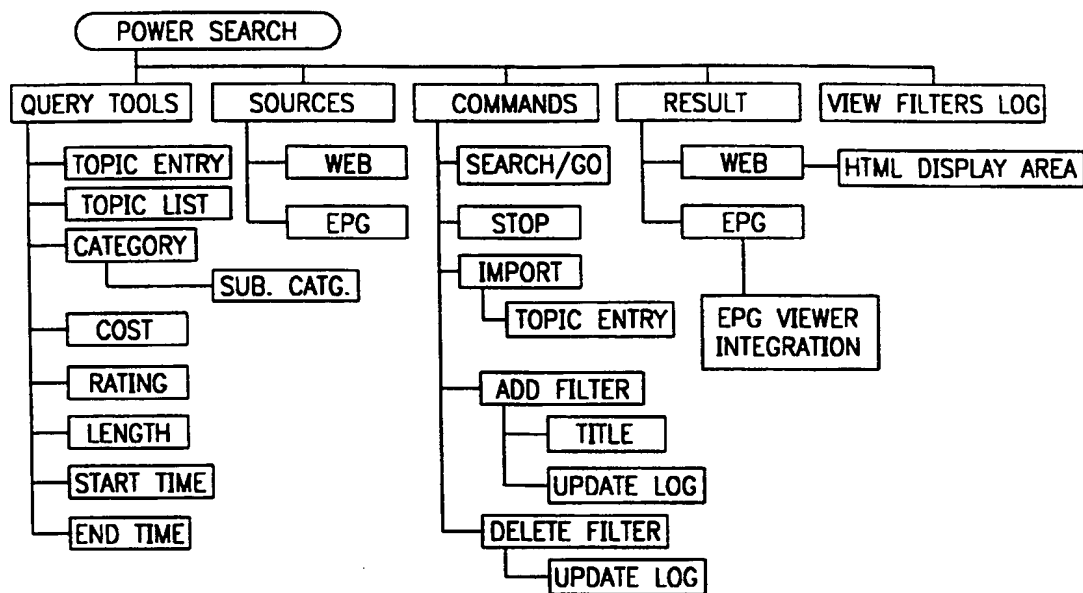 POWER SEARCH
QUERY TOOLS
SOURCES
COMMANDS
RESULT
VIEW FILTERS LOG
TOPIC ENTRY
TOPIC LIST
CATEGORY
SUB. CATG.
COST
RATING
LENGTH
START TIME
END TIME
WEB
EPG
SEARCH/GO
STOP
IMPORT
TOPIC ENTRY
ADD FILTER
TITLE
UPDATE LOG
DELETE FILTER
UPDATE LOG
WEB
HTML DISPLAY AREA
EPG
EPG VIEWER
INTEGRATION